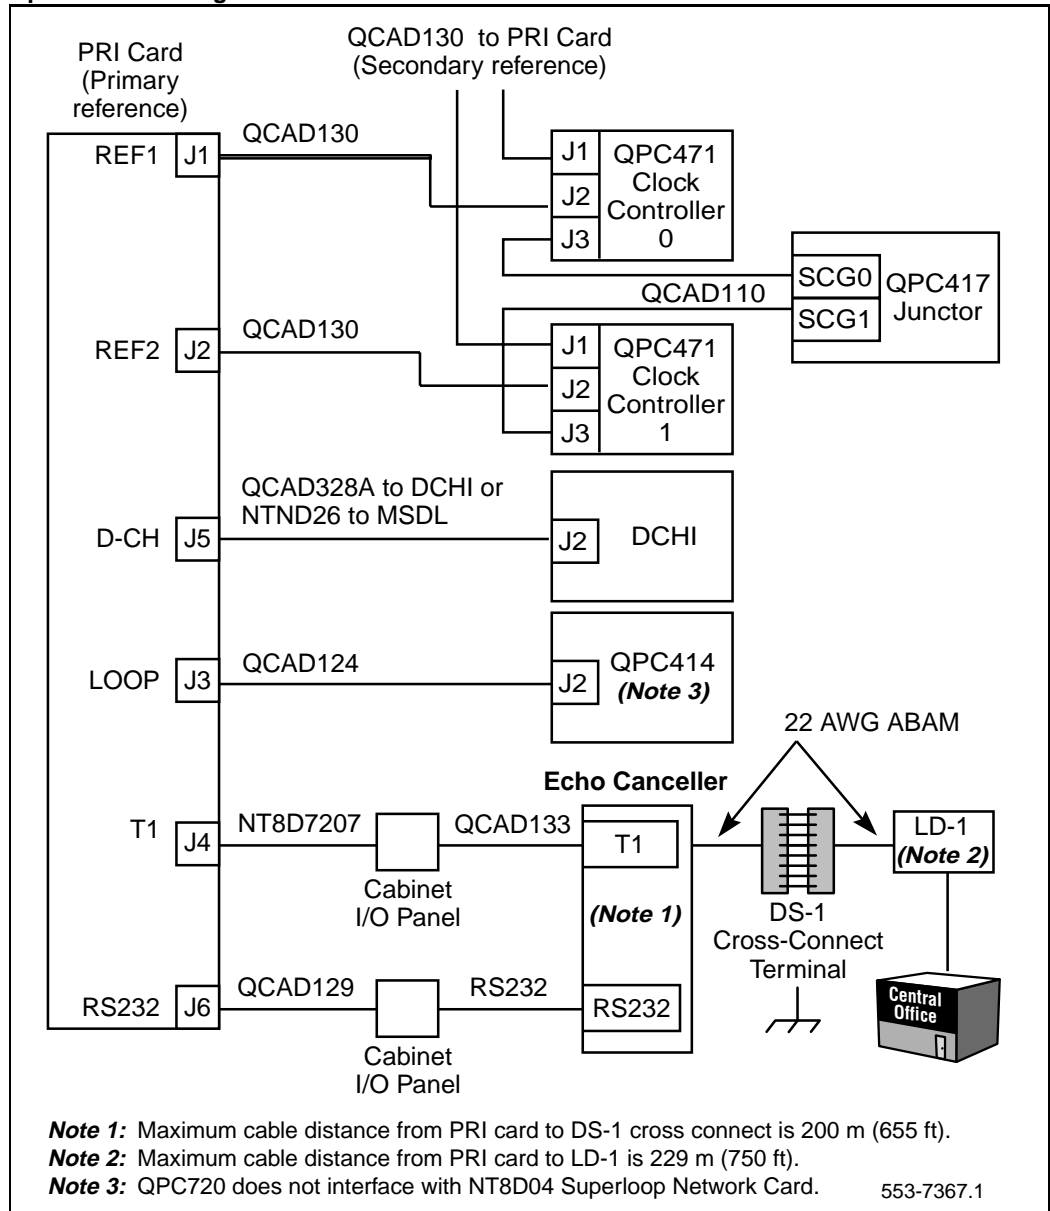 QCAD130 to PRI Card
(Secondary reference)
PRI Card
(Primary
reference)
REF1
J1
QCAD130
J1
J2
J3
QPC471
Clock
Controller
0
SCG0
SCG1
QPC417
Junctor
QCAD110
REF2
J2
QCAD130
J1
J2
J3
QPC471
Clock
Controller
1
QCAD328A to DCHI or
NTND26 to MSDL
D-CH
J5
J2
DCHI
LOOP
J3
QCAD124
J2
QPC414
(Note 3)
22 AWG ABAM
Echo Canceller
T1
J4
NT8D7207
QCAD133
T1
LD-1
(Note 2)
Cabinet
I/O Panel
(Note 1)
DS-1
Cross-Connect
Terminal
RS232
J6
QCAD129
RS232
RS232
Central
Office
Cabinet
I/O Panel
Note 1: Maximum cable distance from PRI card to DS-1 cross connect is 200 m (655 ft).
Note 2: Maximum cable distance from PRI card to LD-1 is 229 m (750 ft).
Note 3: QPC720 does not interface with NT8D04 Superloop Network Card.
553-7367.1